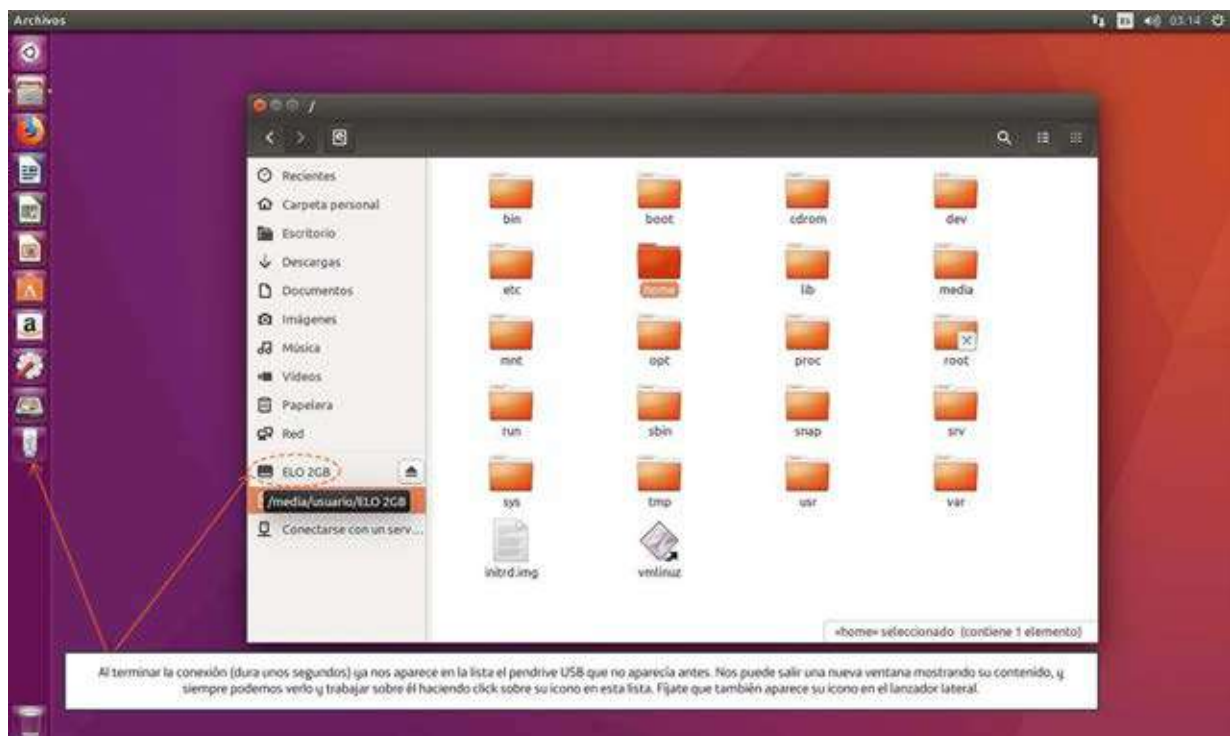 Archivos
03:14
/
Recientes
Carpeta personal
Escritorio
Descargas
Documentos
Imágenes
Música
Vídeos
Papelera
Red
ELO 2GB
/media/usuario/ELO 2GB
Conectarse con un serv...
bin boot cdrom dev
etc home lib media
mnt opt proc root
run sbin snap srv
sys tmp usr var
initrd.img vmlinuz
«home» seleccionado (contiene 1 elemento)
Al terminar la conexión (dura unos segundos) ya nos aparece en la lista el pendrive USB que no aparecía antes. Nos puede salir una nueva ventana mostrando su contenido, y
siempre podemos verlo y trabajar sobre él haciendo click sobre su icono en esta lista. Fíjate que también aparece su icono en el lanzador lateral.